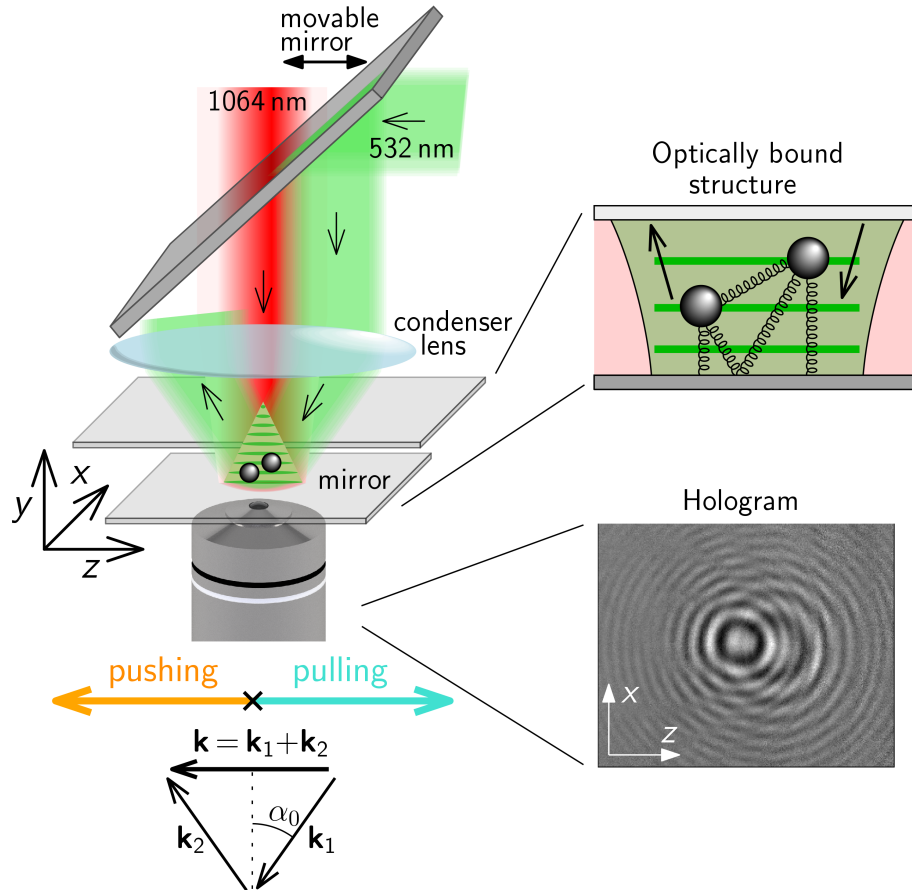 movable
mirror
1064 nm
532 nm
condenser
lens
mirror
y
x
z
Optically bound
structure
Hologram
x
z
pushing
pulling
k = k₁+k₂
α₀
k₂
k₁